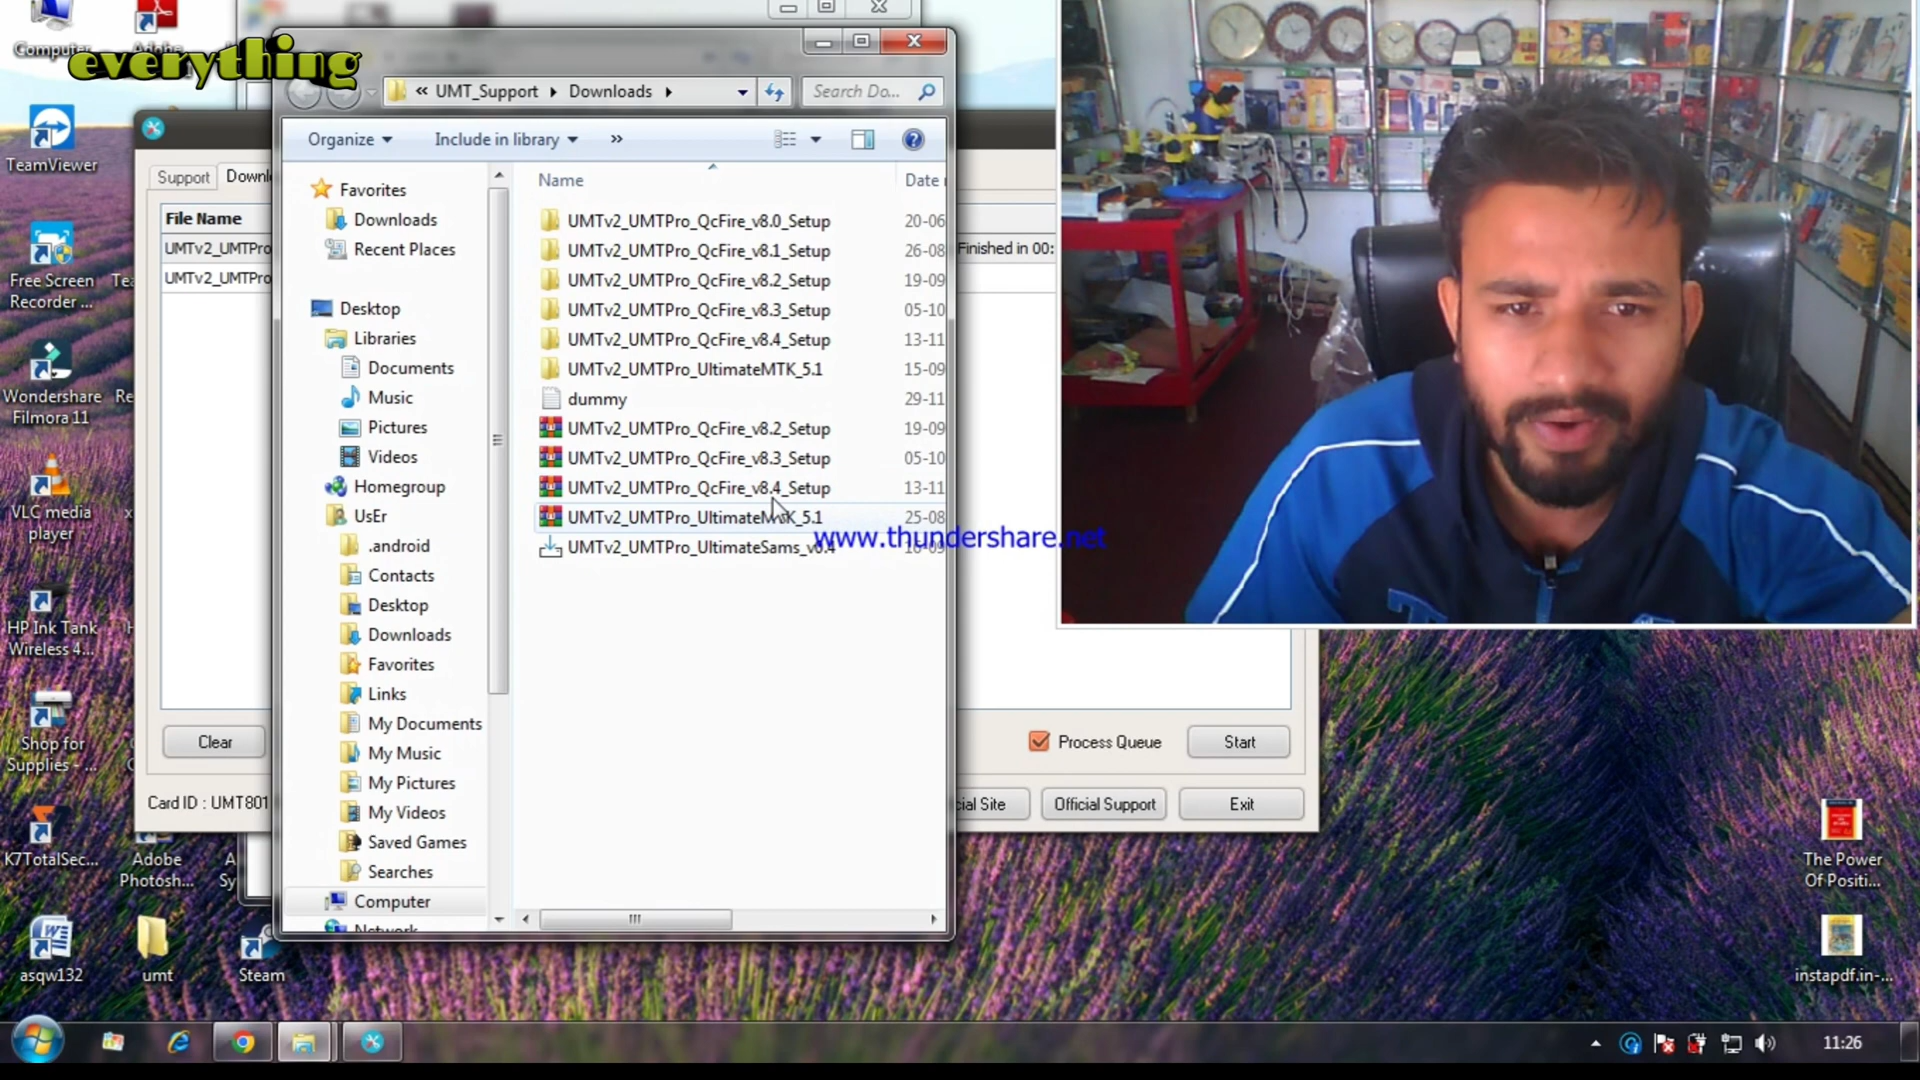 Computer
everything
TeamViewer
Free Screen
Recorder ...
Wondershare
Filmora 11
Re
VLC media
player
HP Ink Tank
Wireless 4...
Shop for
Supplies - ...
K7TotalSec...
Adobe
Photosh...
asqw132
umt
Steam
« UMT_Support ▸ Downloads ▸
Search Do...
Organize
Include in library
»
Support
File Name
UMTv2_UMTPro
UMTv2_UMTPro
Finished in 00:
Clear
Card ID : UMT801
Favorites
Downloads
Recent Places
Desktop
Libraries
Documents
Music
Pictures
Videos
Homegroup
UsEr
.android
Contacts
Desktop
Downloads
Favorites
Links
My Documents
My Music
My Pictures
My Videos
Saved Games
Searches
Computer
Network
Name
Date
UMTv2_UMTPro_QcFire_v8.0_Setup 20-06
UMTv2_UMTPro_QcFire_v8.1_Setup 26-08
UMTv2_UMTPro_QcFire_v8.2_Setup 19-09
UMTv2_UMTPro_QcFire_v8.3_Setup 05-10
UMTv2_UMTPro_QcFire_v8.4_Setup 13-11
UMTv2_UMTPro_UltimateMTK_5.1 15-09
dummy 29-11
UMTv2_UMTPro_QcFire_v8.2_Setup 19-09
UMTv2_UMTPro_QcFire_v8.3_Setup 05-10
UMTv2_UMTPro_QcFire_v8.4_Setup 13-11
UMTv2_UMTPro_UltimateMTK_5.1 25-08
www.thundershare.net
UMTv2_UMTPro_UltimateSams_v0.4
Process Queue
Start
cial Site
Official Support
Exit
The Power
Of Positi...
instapdf.in-...
11:26